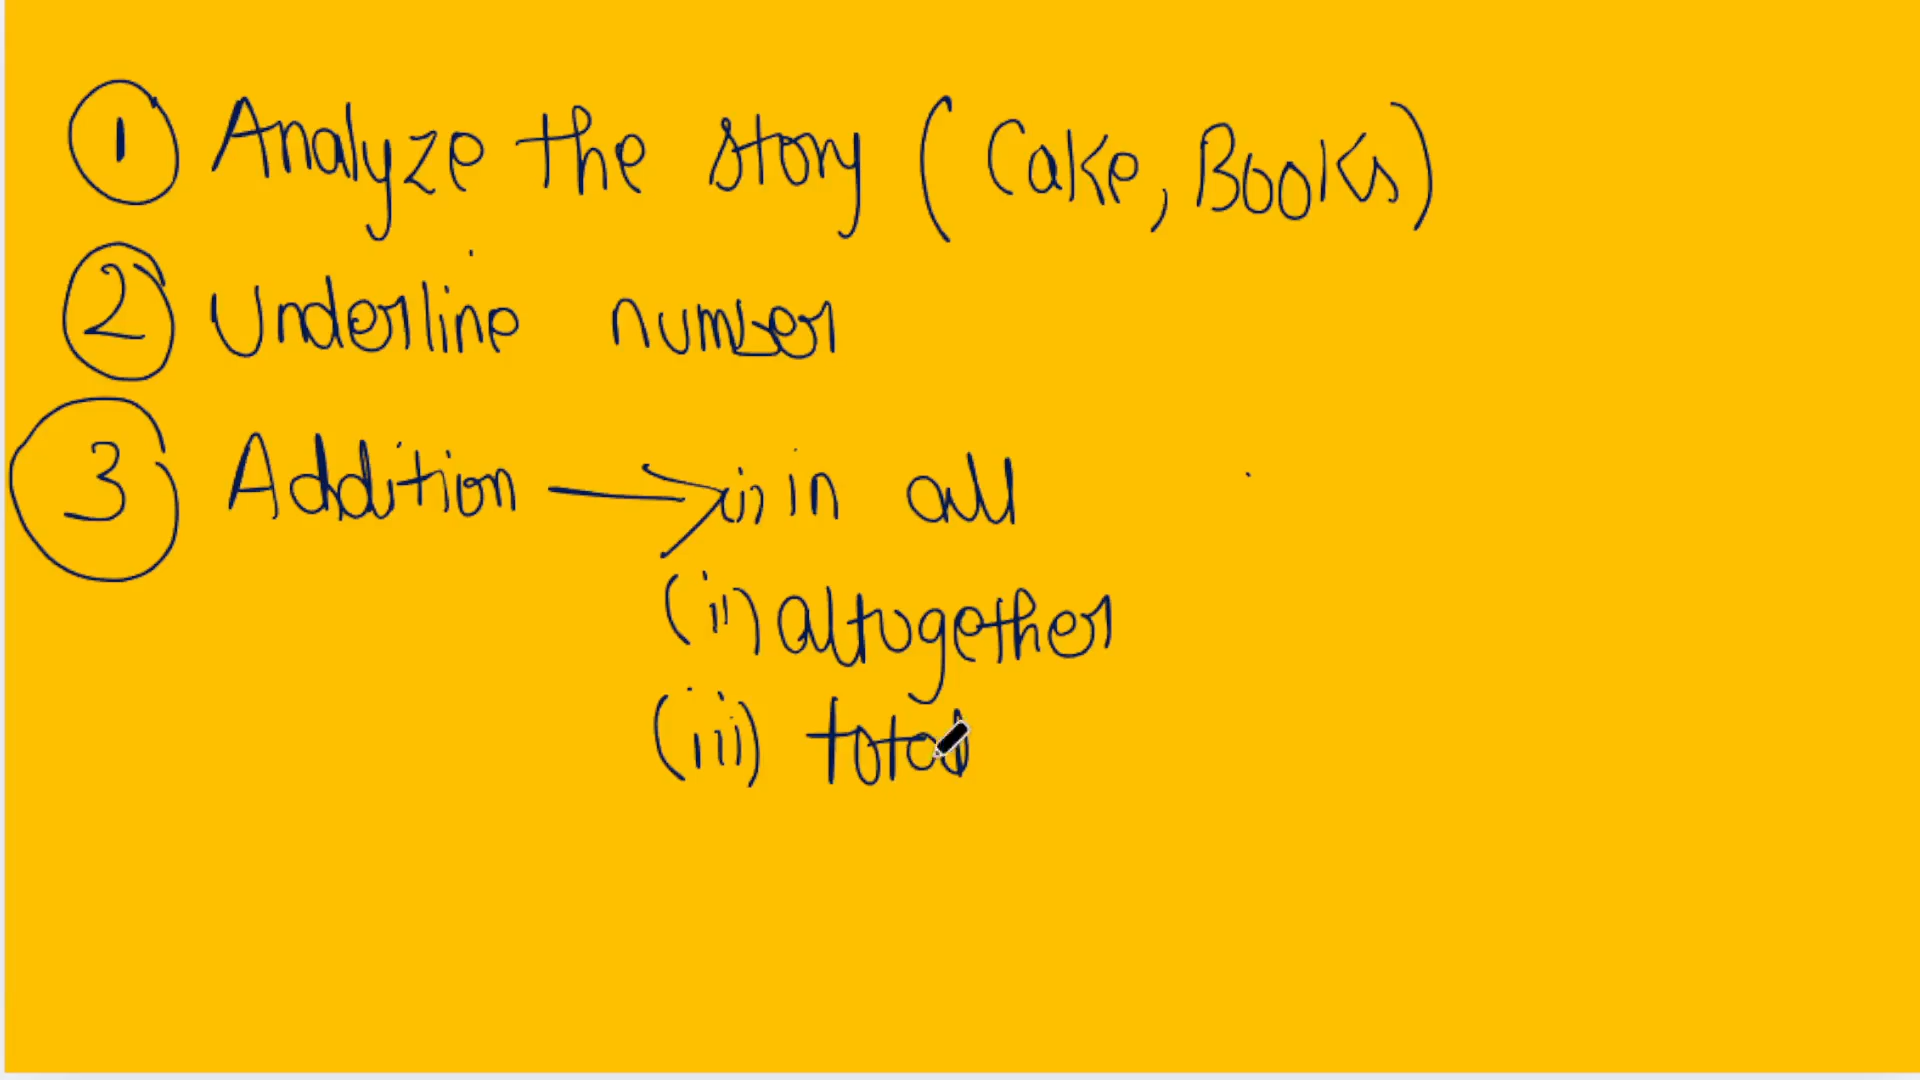 1 Analyze the story (Cake, Books)
2 Underline number
3 Addition → i) in all
(ii) altogether
(iii) total